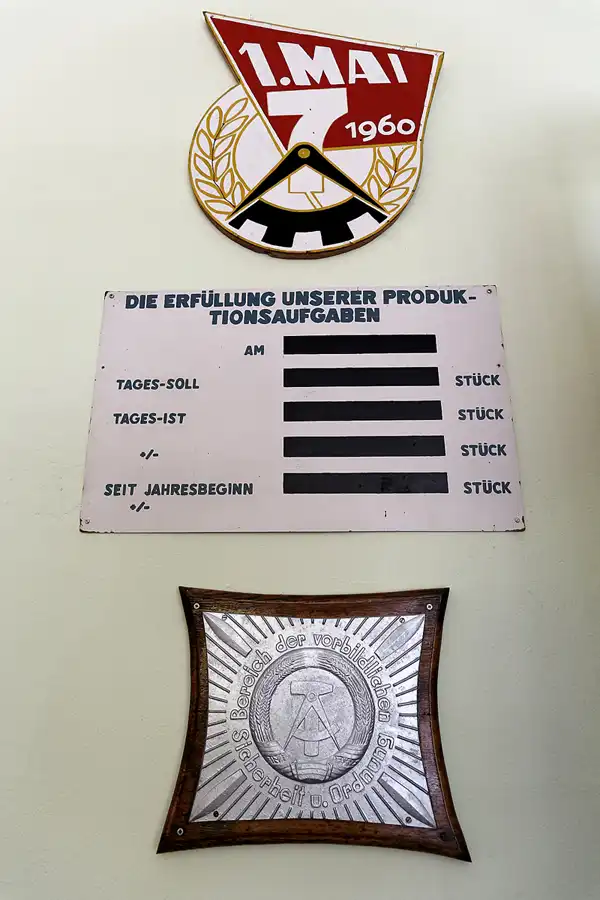 1. MAI
7
1960
DIE ERFÜLLUNG UNSERER PRODUK-
TIONSAUFGABEN
AM
TAGES-SOLL STÜCK
TAGES-IST STÜCK
+/- STÜCK
SEIT JAHRESBEGINN STÜCK
+/-
Bereich der vorbildlichen
Sicherheit u. Ordnung